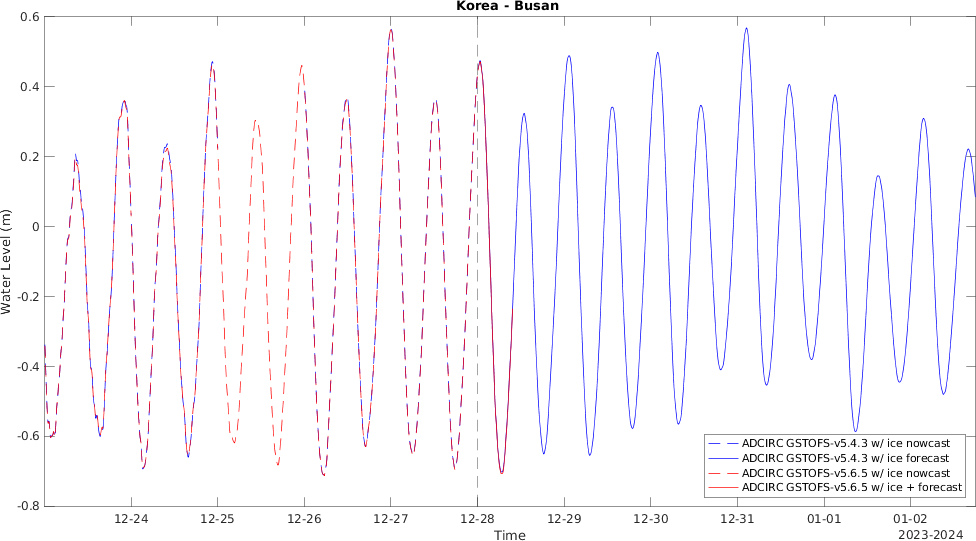 Korea - Busan
0.6
0.4
0.2
0
-0.2
-0.4
-0.6
-0.8
Water Level (m)
12-24
12-25
12-26
12-27
12-28
12-29
12-30
12-31
01-01
01-02
Time
2023-2024
ADCIRC GSTOFS-v5.4.3 w/ ice nowcast
ADCIRC GSTOFS-v5.4.3 w/ ice forecast
ADCIRC GSTOFS-v5.6.5 w/ ice nowcast
ADCIRC GSTOFS-v5.6.5 w/ ice + forecast